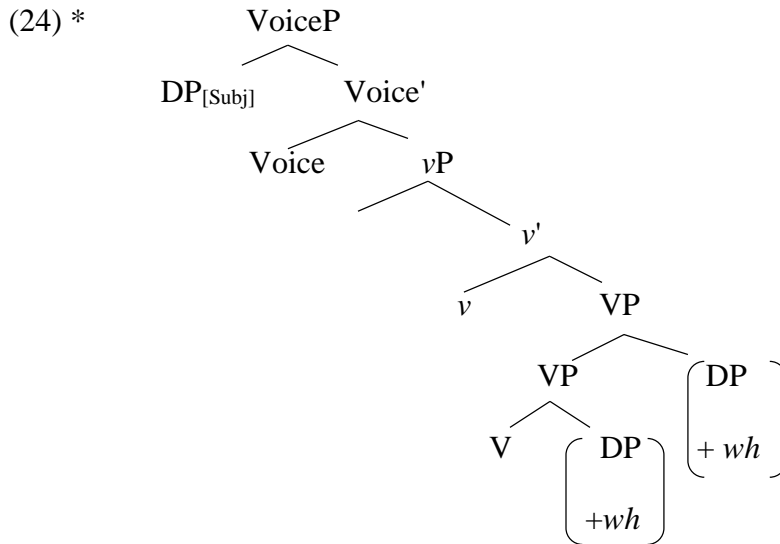 (24) * VoiceP
DP[Subj] Voice'
Voice vP
v'
v VP
VP DP
V DP + wh
+wh